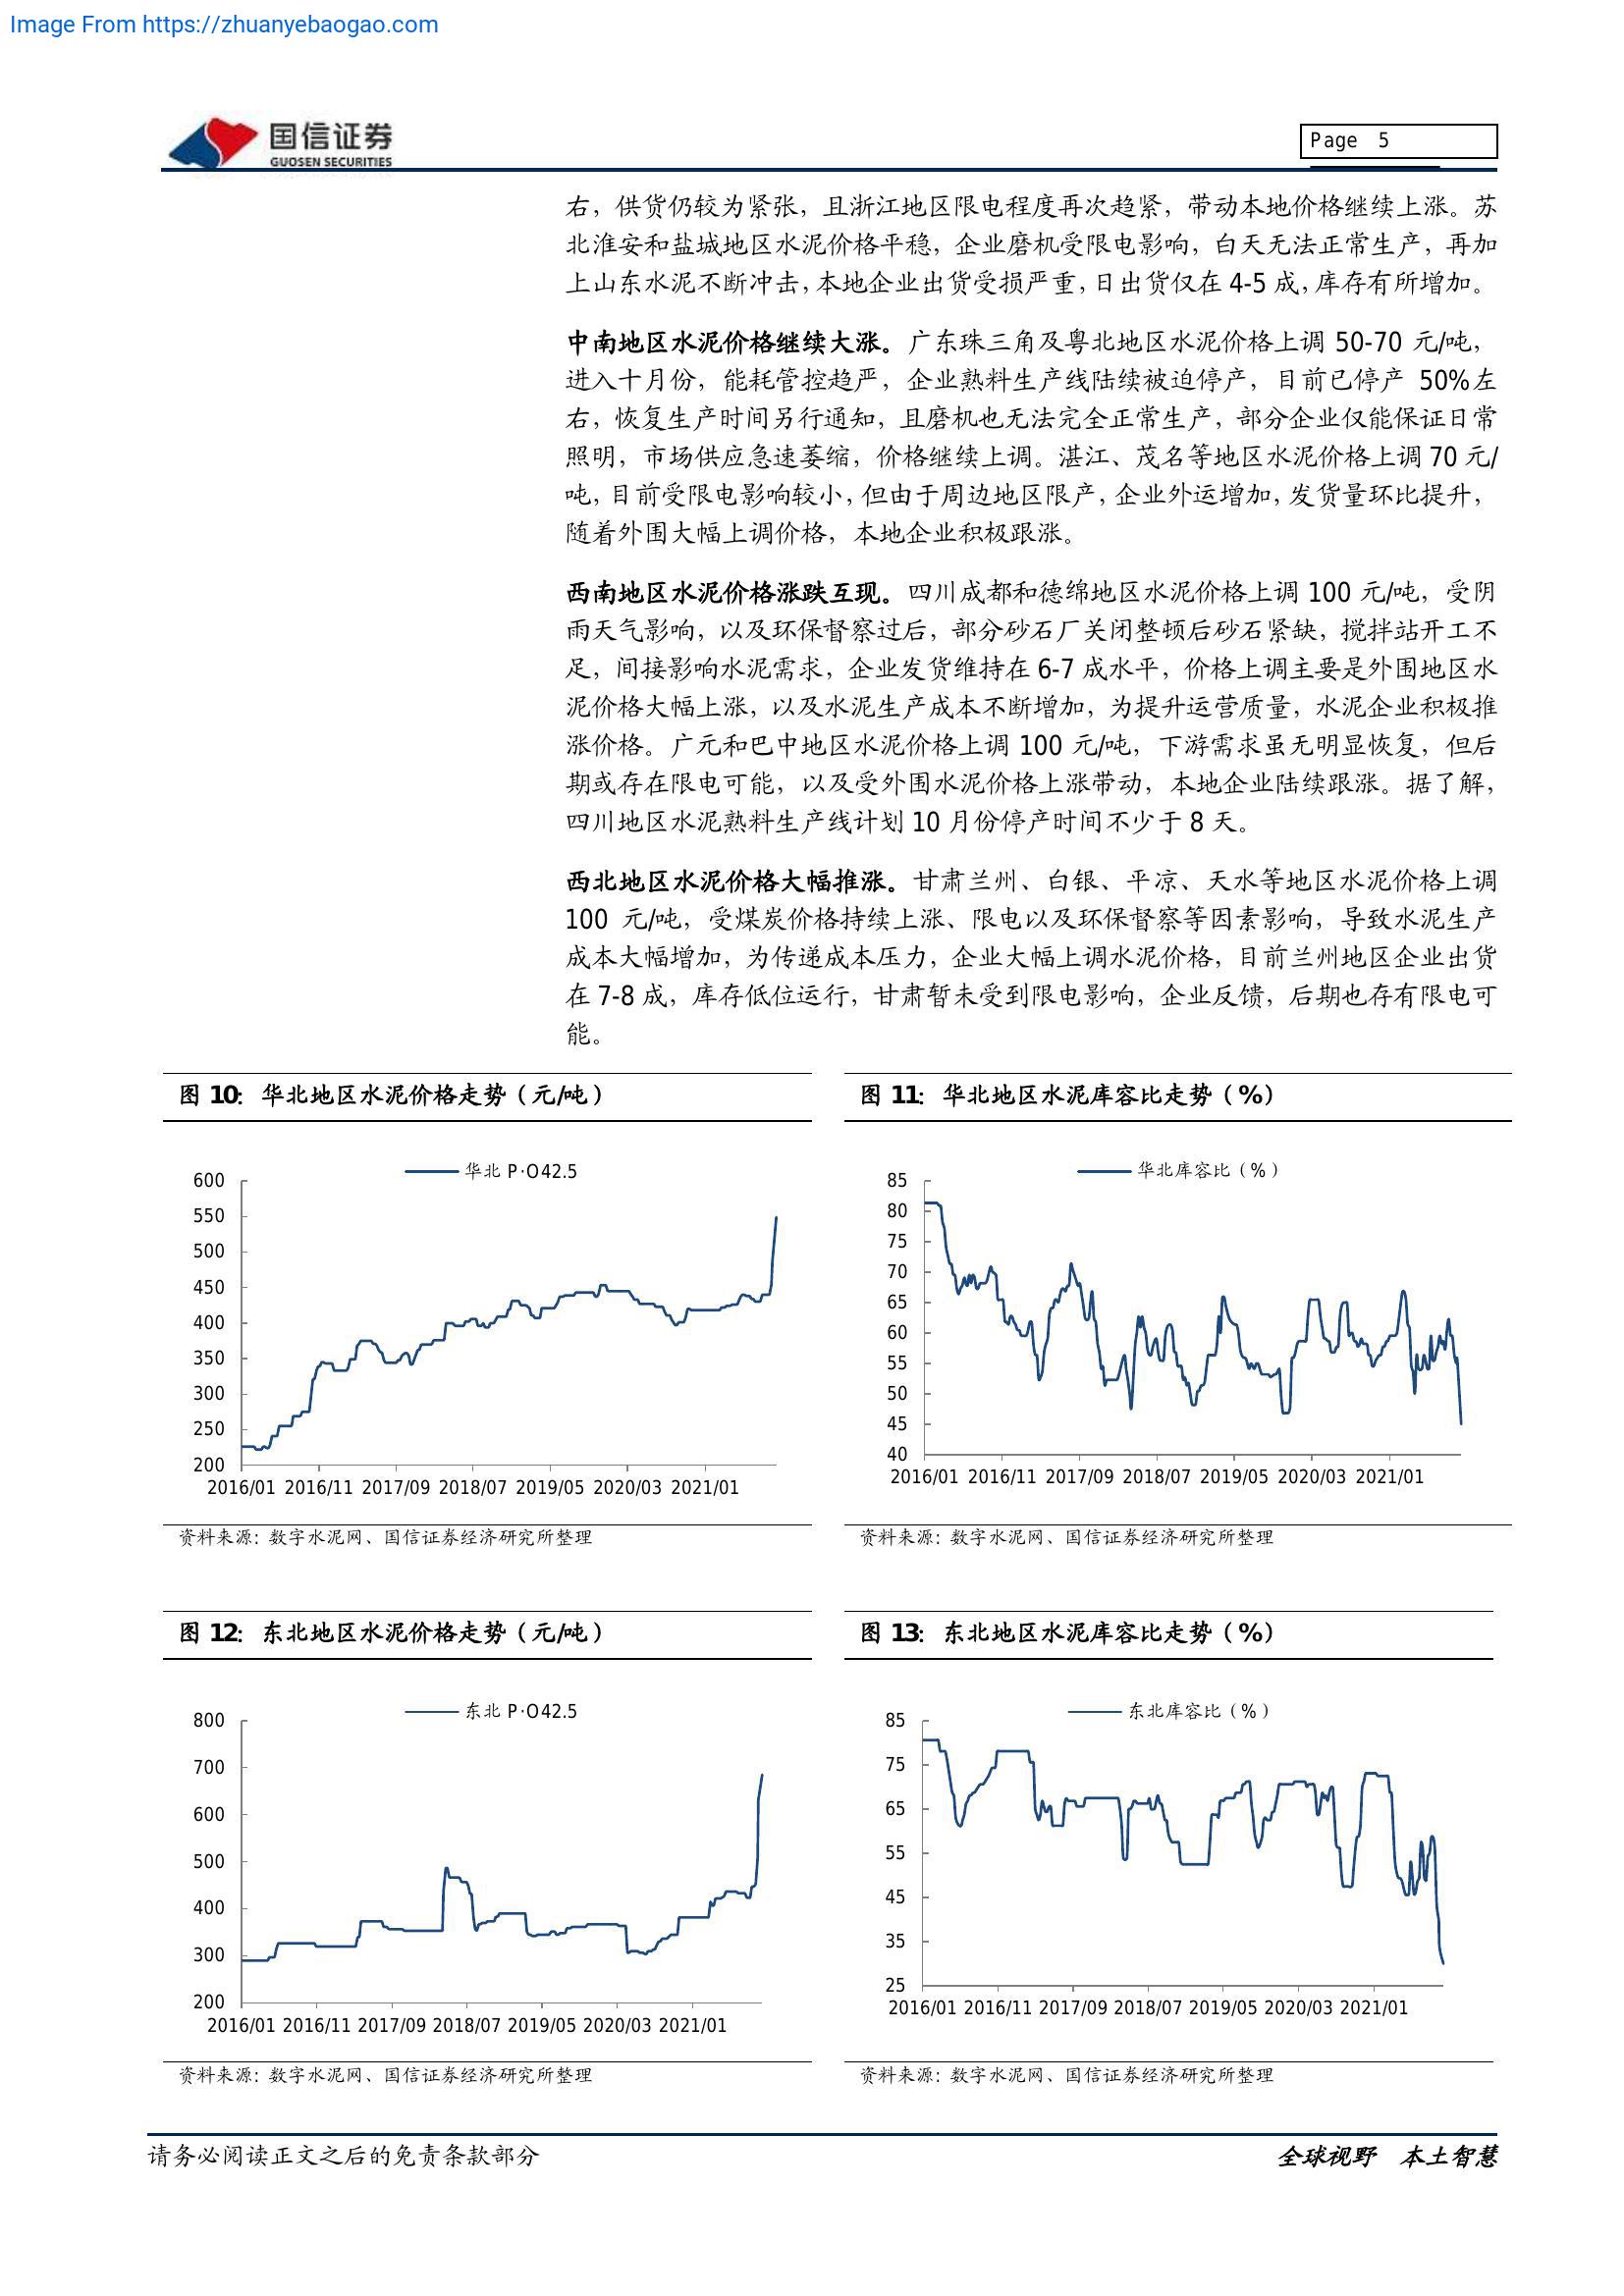 Image From https://zhuanyebaogao.com
国信证券
GUOSEN SECURITIES
Page 5
右，供货仍较为紧张，且浙江地区限电程度再次趋紧，带动本地价格继续上涨。苏
北淮安和盐城地区水泥价格平稳，企业磨机受限电影响，白天无法正常生产，再加
上山东水泥不断冲击，本地企业出货受损严重，日出货仅在 4-5 成，库存有所增加。
中南地区水泥价格继续大涨。广东珠三角及粤北地区水泥价格上调 50-70 元/吨，
进入十月份，能耗管控趋严，企业熟料生产线陆续被迫停产，目前已停产 50%左
右，恢复生产时间另行通知，且磨机也无法完全正常生产，部分企业仅能保证日常
照明，市场供应急速萎缩，价格继续上调。湛江、茂名等地区水泥价格上调 70 元/
吨，目前受限电影响较小，但由于周边地区限产，企业外运增加，发货量环比提升，
随着外围大幅上调价格，本地企业积极跟涨。
西南地区水泥价格涨跌互现。四川成都和德绵地区水泥价格上调 100 元/吨，受阴
雨天气影响，以及环保督察过后，部分砂石厂关闭整顿后砂石紧缺，搅拌站开工不
足，间接影响水泥需求，企业发货维持在 6-7 成水平，价格上调主要是外围地区水
泥价格大幅上涨，以及水泥生产成本不断增加，为提升运营质量，水泥企业积极推
涨价格。广元和巴中地区水泥价格上调 100 元/吨，下游需求虽无明显恢复，但后
期或存在限电可能，以及受外围水泥价格上涨带动，本地企业陆续跟涨。据了解，
四川地区水泥熟料生产线计划 10 月份停产时间不少于 8 天。
西北地区水泥价格大幅推涨。甘肃兰州、白银、平凉、天水等地区水泥价格上调
100 元/吨，受煤炭价格持续上涨、限电以及环保督察等因素影响，导致水泥生产
成本大幅增加，为传递成本压力，企业大幅上调水泥价格，目前兰州地区企业出货
在 7-8 成，库存低位运行，甘肃暂未受到限电影响，企业反馈，后期也存有限电可
能。
图 10：华北地区水泥价格走势（元/吨）
华北 P·O42.5
600
550
500
450
400
350
300
250
200
2016/01 2016/11 2017/09 2018/07 2019/05 2020/03 2021/01
资料来源：数字水泥网、国信证券经济研究所整理
图 11：华北地区水泥库容比走势（%）
华北库容比（%）
85
80
75
70
65
60
55
50
45
40
2016/01 2016/11 2017/09 2018/07 2019/05 2020/03 2021/01
资料来源：数字水泥网、国信证券经济研究所整理
图 12：东北地区水泥价格走势（元/吨）
东北 P·O42.5
800
700
600
500
400
300
200
2016/01 2016/11 2017/09 2018/07 2019/05 2020/03 2021/01
资料来源：数字水泥网、国信证券经济研究所整理
图 13：东北地区水泥库容比走势（%）
东北库容比（%）
85
75
65
55
45
35
25
2016/01 2016/11 2017/09 2018/07 2019/05 2020/03 2021/01
资料来源：数字水泥网、国信证券经济研究所整理
请务必阅读正文之后的免责条款部分
全球视野 本土智慧